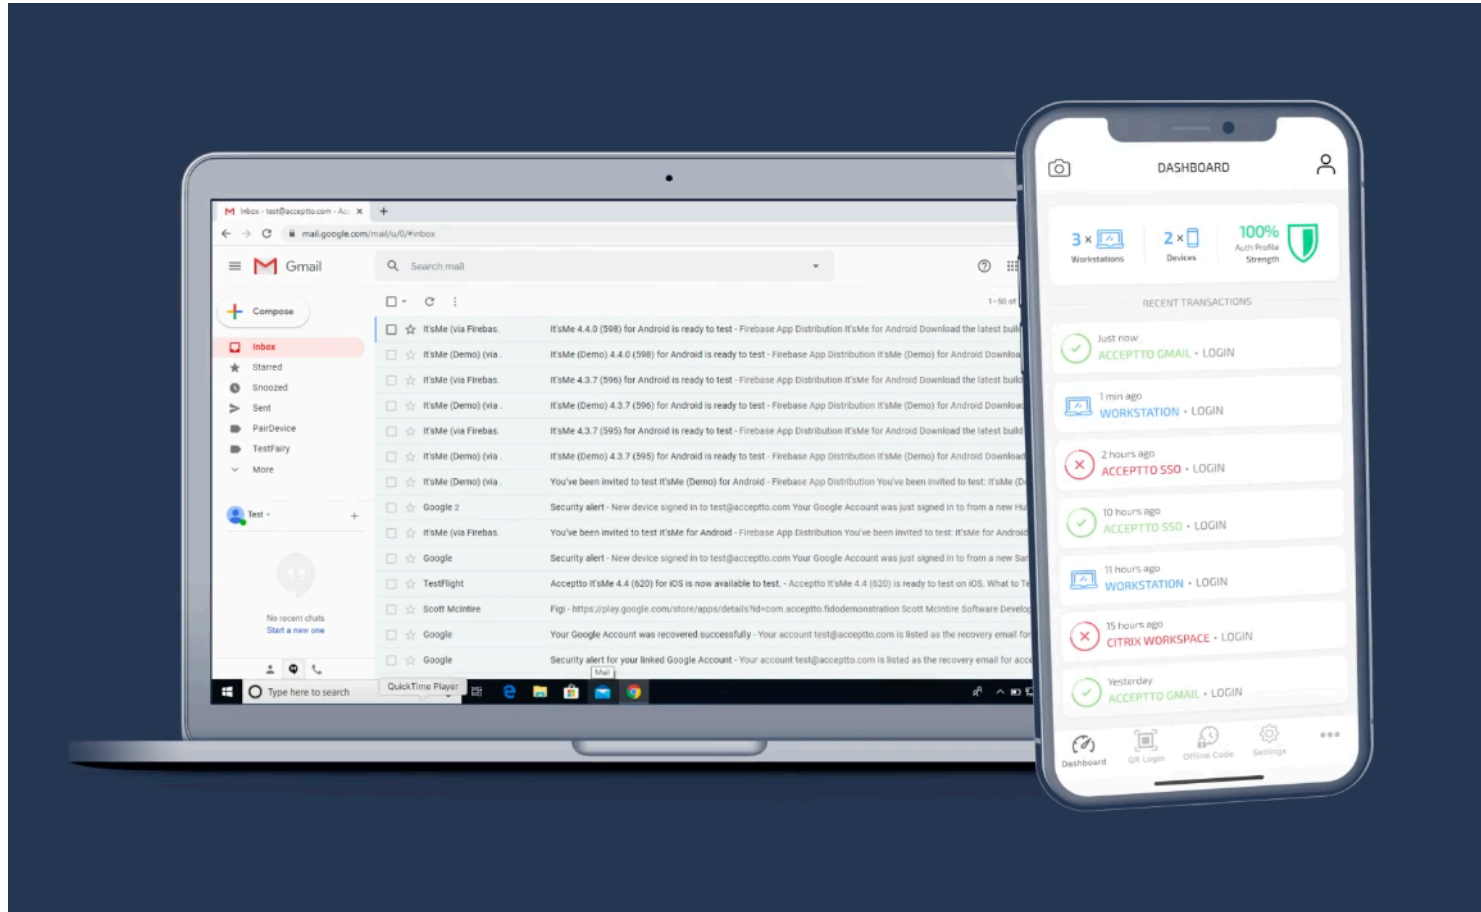 Inbox - test@acceptto.com - Acc
mail.google.com/mail/u/0/#inbox
Gmail
Search mail
Compose
1–50 of
Inbox
Starred
Snoozed
Sent
PairDevice
TestFairy
More
Test
No recent chats
Start a new one
It'sMe (via Firebas. It'sMe 4.4.0 (598) for Android is ready to test - Firebase App Distribution It'sMe for Android Download the latest build
It'sMe (Demo) (via . It'sMe (Demo) 4.4.0 (598) for Android is ready to test - Firebase App Distribution It'sMe (Demo) for Android Downloa
It'sMe (via Firebas. It'sMe 4.3.7 (596) for Android is ready to test - Firebase App Distribution It'sMe for Android Download the latest build
It'sMe (Demo) (via . It'sMe (Demo) 4.3.7 (596) for Android is ready to test - Firebase App Distribution It'sMe (Demo) for Android Download
It'sMe (via Firebas. It'sMe 4.3.7 (595) for Android is ready to test - Firebase App Distribution It'sMe for Android Download the latest build
It'sMe (Demo) (via . It'sMe (Demo) 4.3.7 (595) for Android is ready to test - Firebase App Distribution It'sMe (Demo) for Android Download
It'sMe (Demo) (via . You've been invited to test It'sMe (Demo) for Android - Firebase App Distribution You've been invited to test: It'sMe (D
Google 2 Security alert - New device signed in to test@acceptto.com Your Google Account was just signed in to from a new Hu
It'sMe (via Firebas. You've been invited to test It'sMe for Android - Firebase App Distribution You've been invited to test: It'sMe for Android
Google Security alert - New device signed in to test@acceptto.com Your Google Account was just signed in to from a new Sar
TestFlight Acceptto It'sMe 4.4 (620) for iOS is now available to test. - Acceptto It'sMe 4.4 (620) is ready to test on iOS. What to Te
Scott McIntire Figi - https://play.google.com/store/apps/details?id=com.acceptto.fidodemonstration Scott McIntire Software Develop
Google Your Google Account was recovered successfully - Your account test@acceptto.com is listed as the recovery email for
Google Security alert for your linked Google Account - Your account test@acceptto.com is listed as the recovery email for acce
Mail
QuickTime Player
Type here to search
DASHBOARD
3 × 2 × 100%
Workstations Devices Auth Profile Strength
RECENT TRANSACTIONS
Just now
ACCEPTTO GMAIL • LOGIN
1 min ago
WORKSTATION • LOGIN
2 hours ago
ACCEPTTO SSO • LOGIN
10 hours ago
ACCEPTTO SSO • LOGIN
11 hours ago
WORKSTATION • LOGIN
15 hours ago
CITRIX WORKSPACE • LOGIN
Yesterday
ACCEPTTO GMAIL • LOGIN
Dashboard QR Login Offline Code Settings